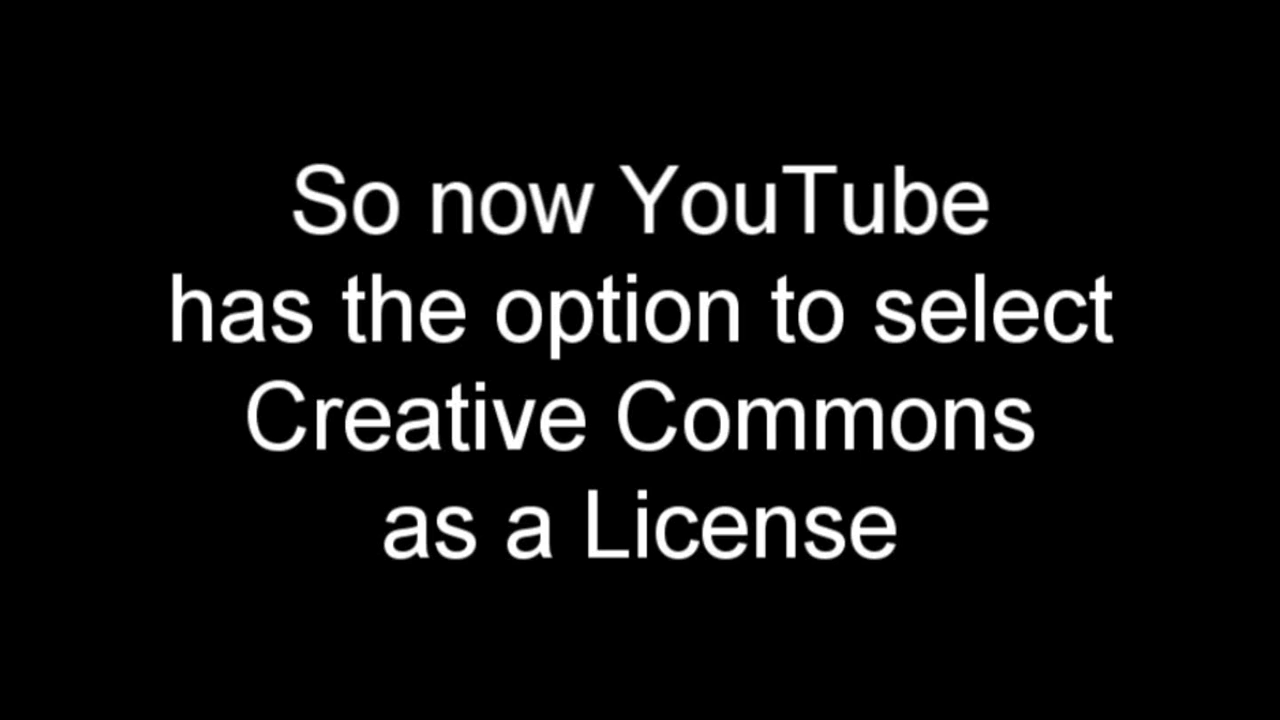 So now YouTube
has the option to select
Creative Commons
as a License